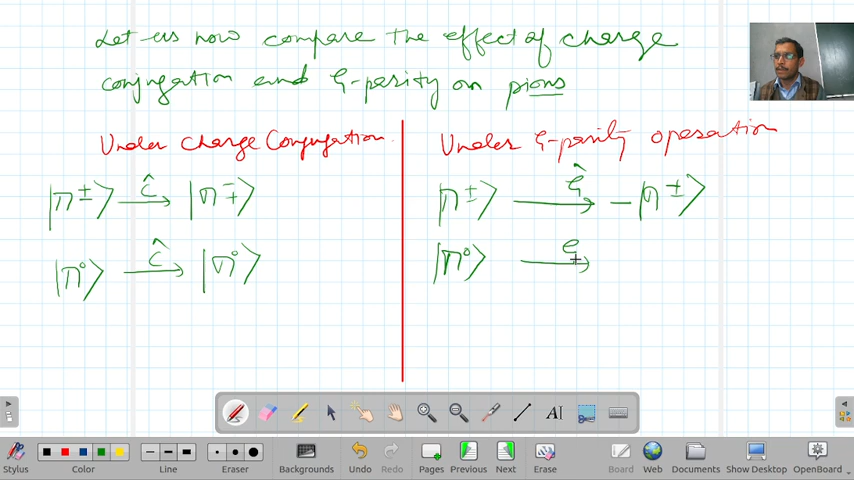 Let us now compare the effect of charge
conjugation and G-parity on pions
Under Charge Conjugation
|π±⟩ Ĉ→ |π∓⟩
|π⁰⟩ Ĉ→ |π⁰⟩
Under G-parity operation
|π±⟩ Ĝ→ −|π±⟩
|π⁰⟩ G→
Stylus
Color
Line
Eraser
Backgrounds
Undo
Redo
Pages
Previous
Next
Erase
Board
Web
Documents
Show Desktop
OpenBoard